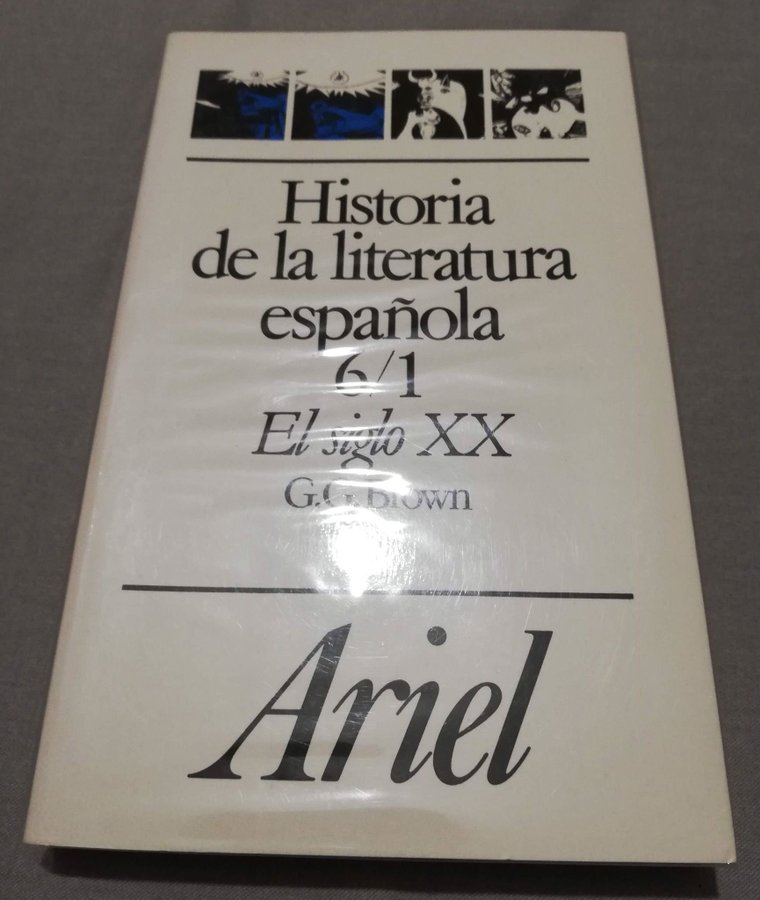 Historia
de la literatura
española
6/1
El siglo XX
G.G. Brown
Ariel